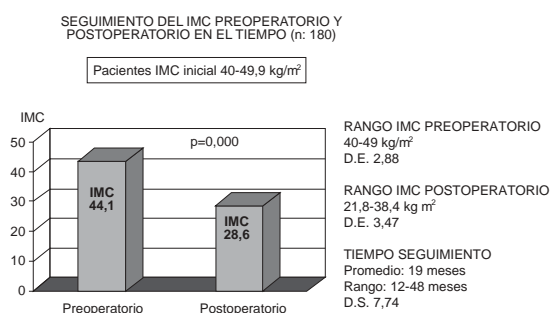 SEGUIMIENTO DEL IMC PREOPERATORIO Y
POSTOPERATORIO EN EL TIEMPO (n: 180)
Pacientes IMC inicial 40-49,9 kg/m²
IMC
50
40
30
20
10
0
p=0,000
IMC
44,1
IMC
28,6
Preoperatorio
Postoperatorio
RANGO IMC PREOPERATORIO
40-49 kg/m²
D.E. 2,88
RANGO IMC POSTOPERATORIO
21,8-38,4 kg m²
D.E. 3,47
TIEMPO SEGUIMIENTO
Promedio: 19 meses
Rango: 12-48 meses
D.S. 7,74